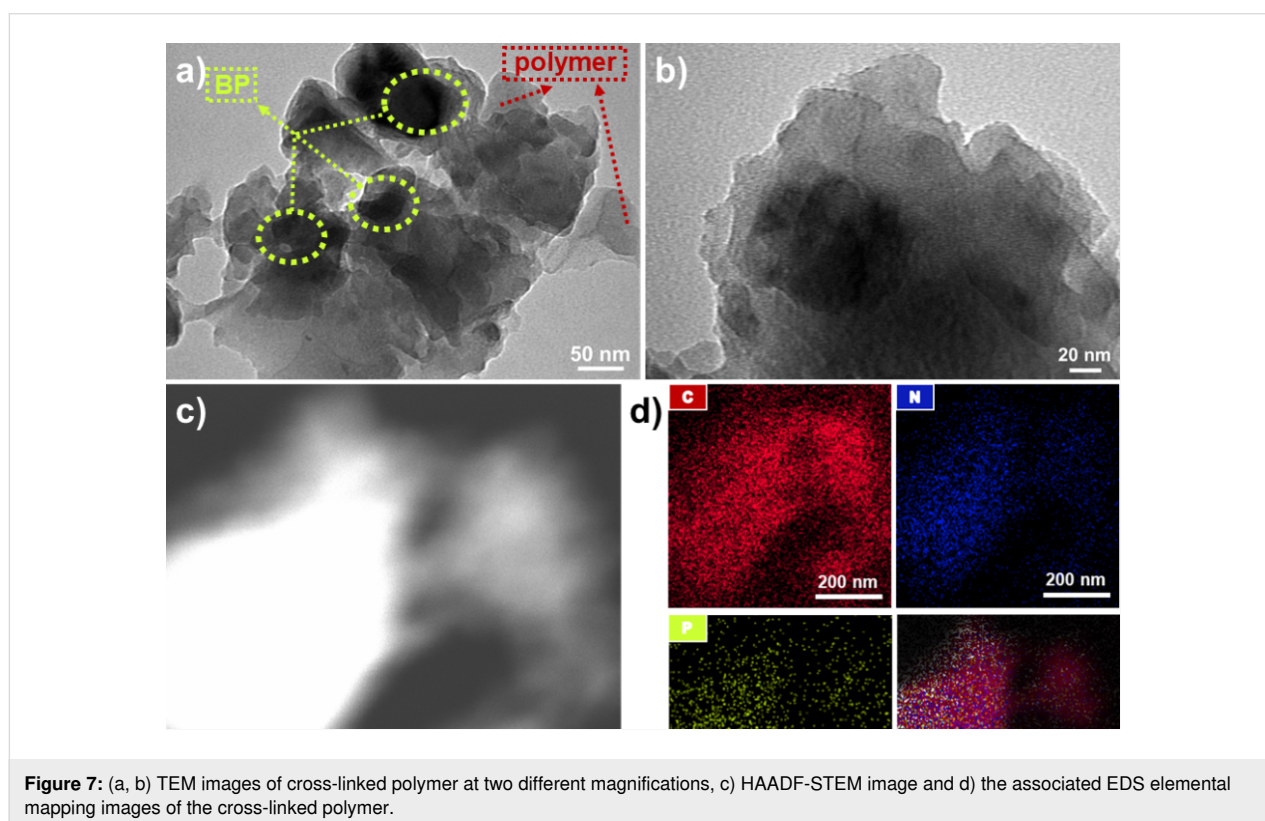 a)
BP
polymer
50 nm
b)
20 nm
c)
d)
C
200 nm
N
200 nm
P
Figure 7: (a, b) TEM images of cross-linked polymer at two different magnifications, c) HAADF-STEM image and d) the associated EDS elemental
mapping images of the cross-linked polymer.